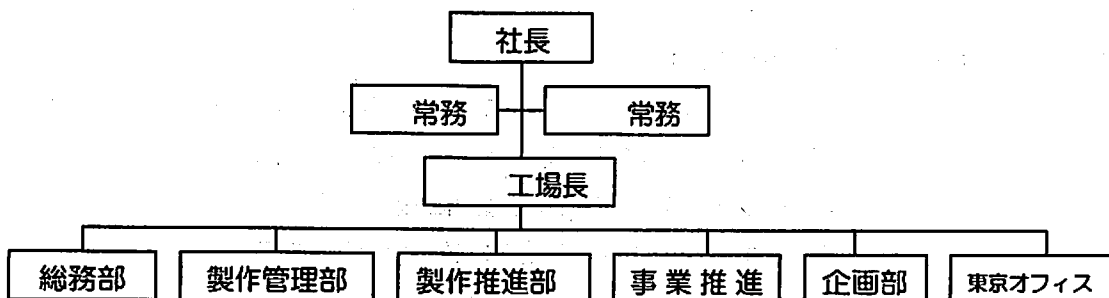 社長
常務 常務
工場長
総務部 製作管理部 製作推進部 事業推進 企画部 東京オフィス